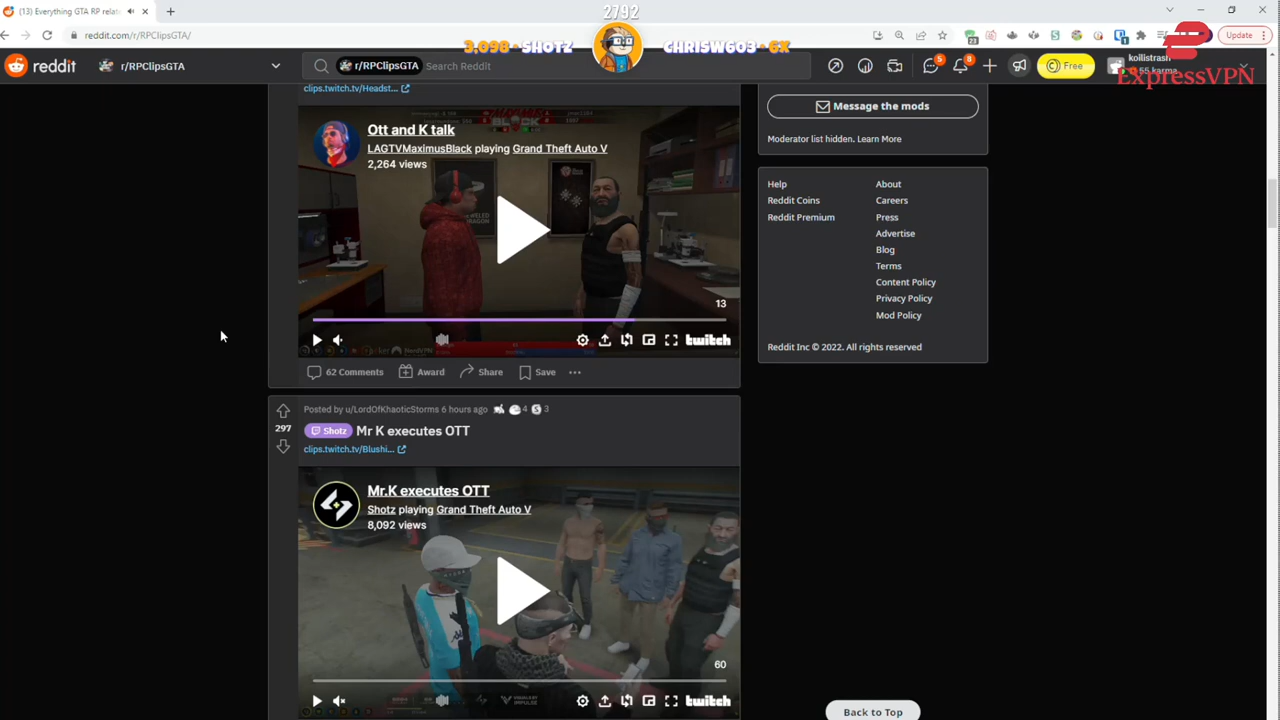 (13) Everything GTA RP relat
2792
3,098 - SHOTZ
CHRISW603 - 6X
reddit.com/r/RPClipsGTA/
Update
reddit
r/RPClipsGTA
r/RPClipsGTA
Search Reddit
5
8
Free
koilistrash
55 karma
ExpressVPN
clips.twitch.tv/Headst...
Ott and K talk
LAGTVMaximusBlack playing Grand Theft Auto V
2,264 views
13
twitch
62 Comments
Award
Share
Save
Message the mods
Moderator list hidden. Learn More
Help
About
Reddit Coins
Careers
Reddit Premium
Press
Advertise
Blog
Terms
Content Policy
Privacy Policy
Mod Policy
Reddit Inc © 2022. All rights reserved
Posted by u/LordOfKhaoticStorms 6 hours ago
4
3
297
Shotz
Mr K executes OTT
clips.twitch.tv/Blushi...
Mr.K executes OTT
Shotz playing Grand Theft Auto V
8,092 views
60
twitch
Back to Top